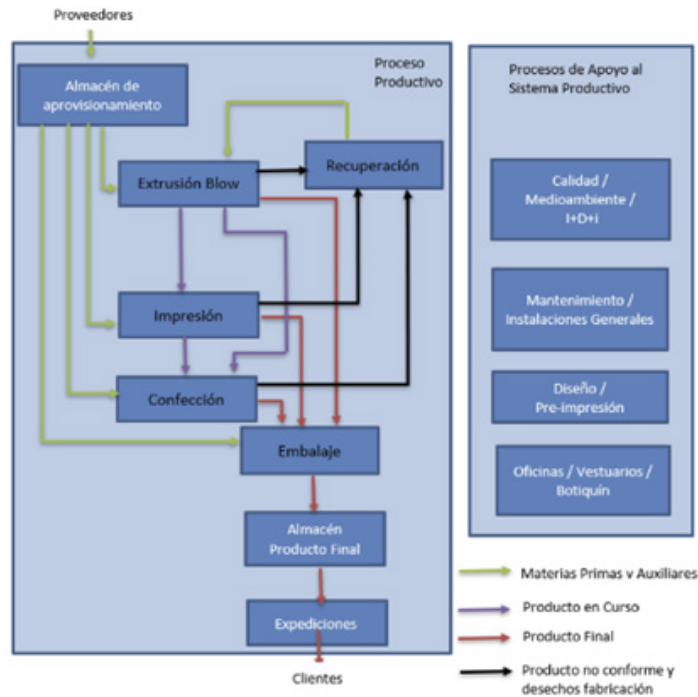 Proveedores
Proceso
Productivo
Almacén de
aprovisionamiento
Recuperación
Extrusión Blow
Impresión
Confección
Embalaje
Almacén
Producto Final
Expediciones
Clientes
Procesos de Apoyo al
Sistema Productivo
Calidad /
Medioambiente /
I+D+i
Mantenimiento /
Instalaciones Generales
Diseño /
Pre-impresión
Oficinas / Vestuarios /
Botiquín
Materias Primas v Auxiliares
Producto en Curso
Producto Final
Producto no conforme y
desechos fabricación